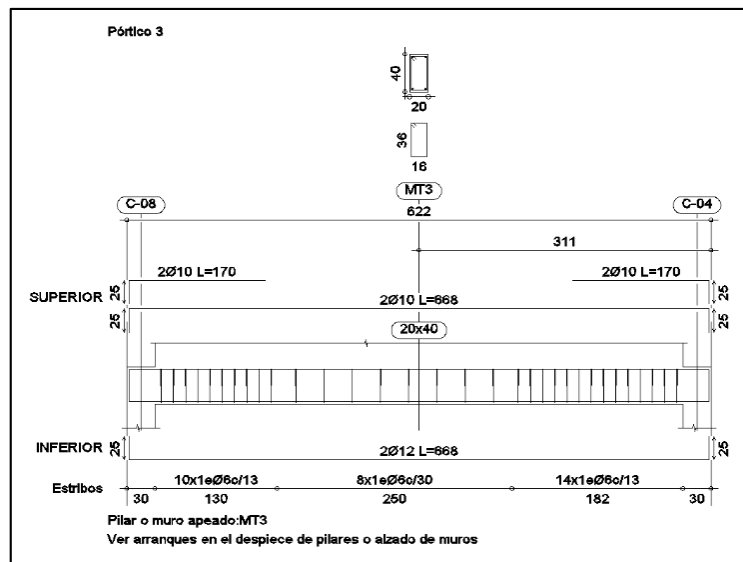 Pórtico 3
40
20
36
16
MT3
C-08
C-04
622
311
2Ø10 L=170
2Ø10 L=170
SUPERIOR
25
25
25
25
2Ø10 L=668
20x40
INFERIOR
25
25
2Ø12 L=668
Estribos
10x1eØ6c/13
8x1eØ6c/30
14x1eØ6c/13
30
130
250
182
30
Pilar o muro apeado:MT3
Ver arranques en el despiece de pilares o alzado de muros